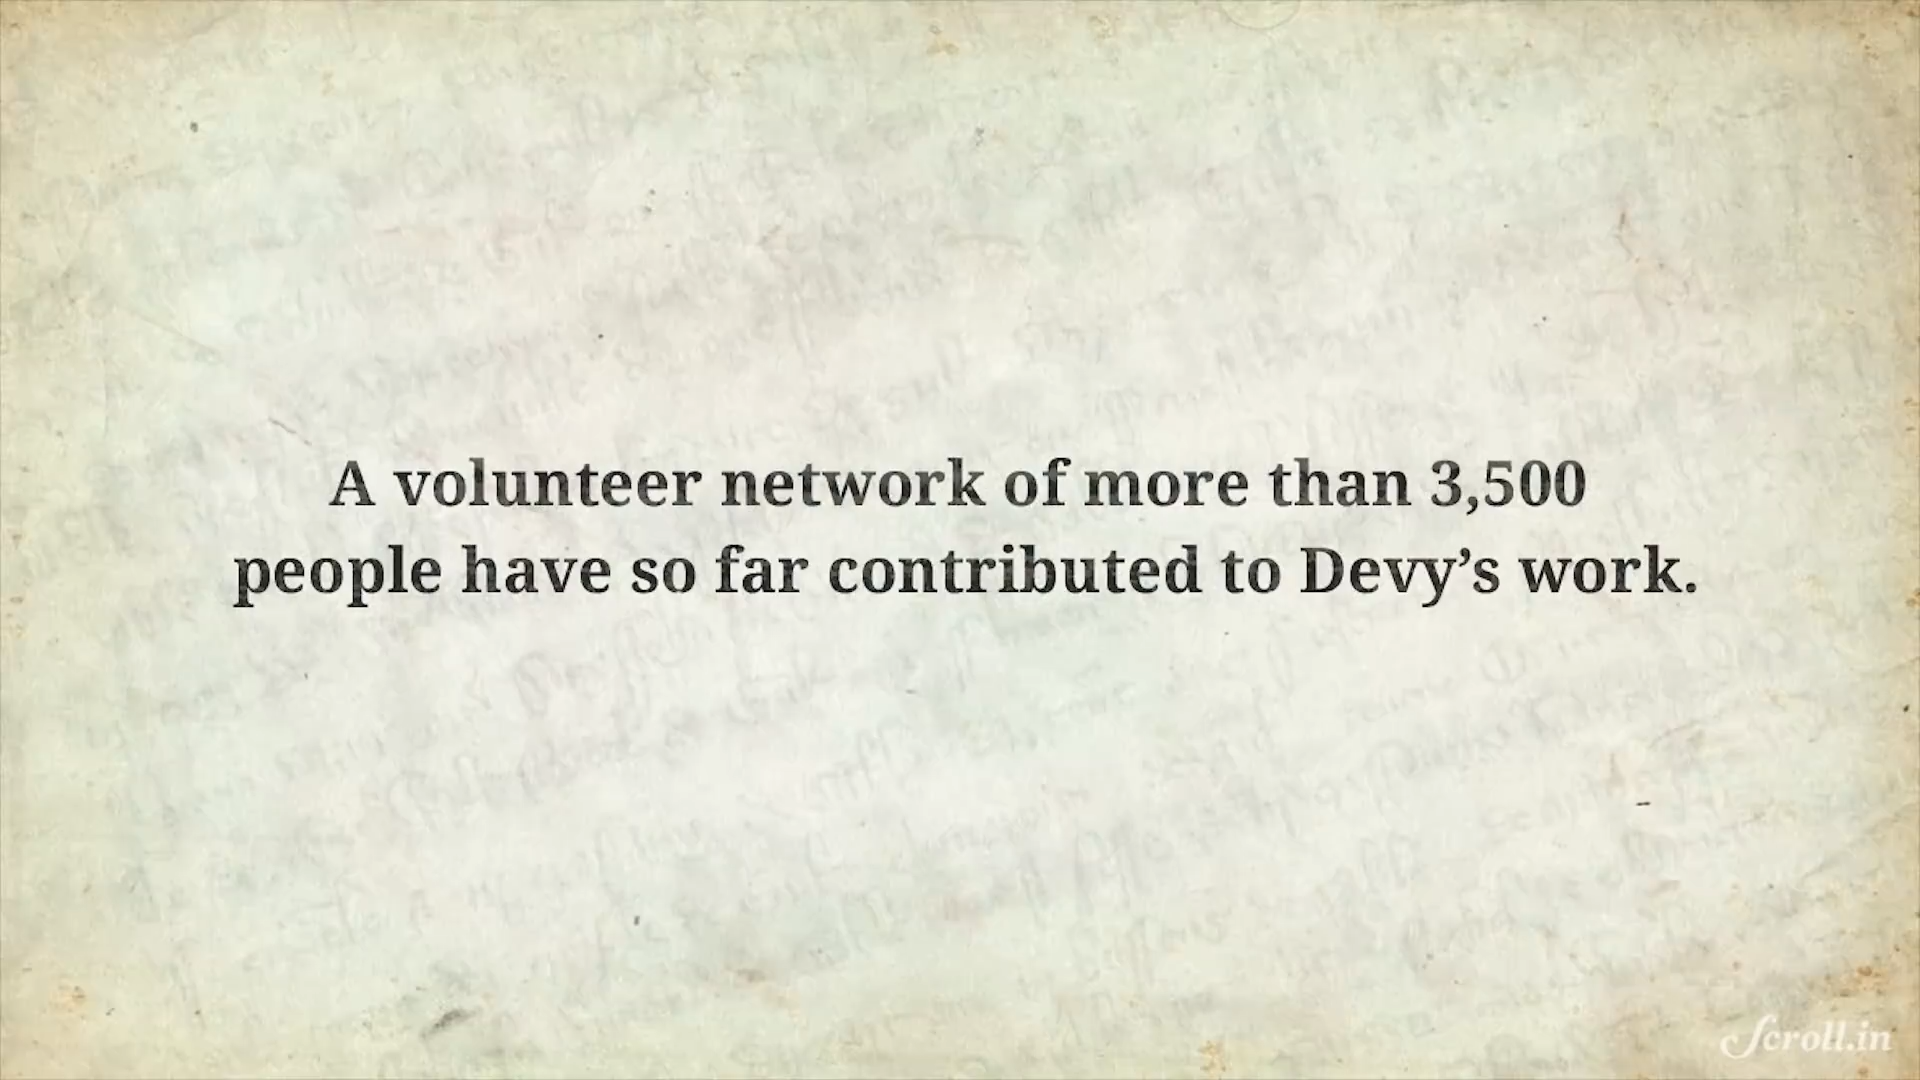 A volunteer network of more than 3,500
people have so far contributed to Devy’s work.
Scroll.in